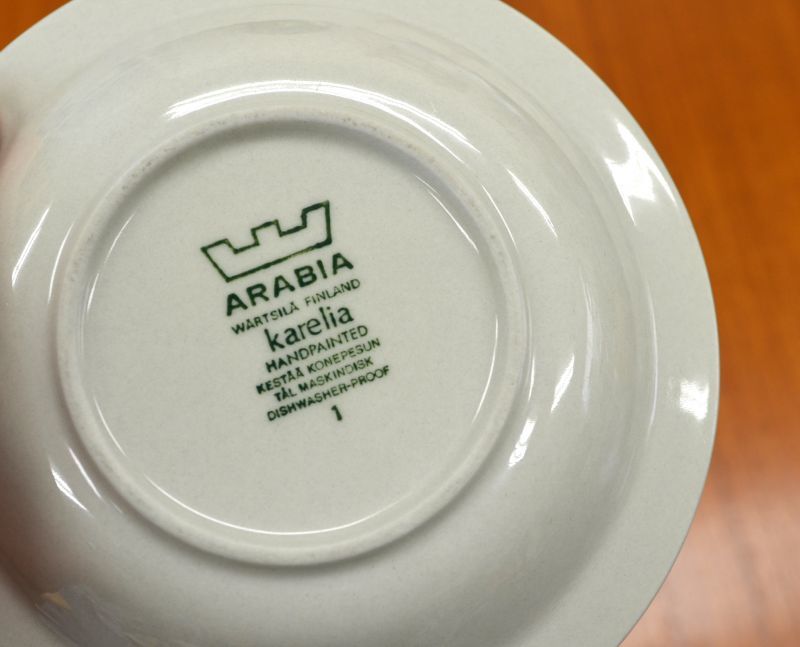 ARABIA
WÄRTSILÄ FINLAND
karelia
HANDPAINTED
KESTÄÄ KONEPESUN
TÅL MASKINDISK
DISHWASHER-PROOF
1